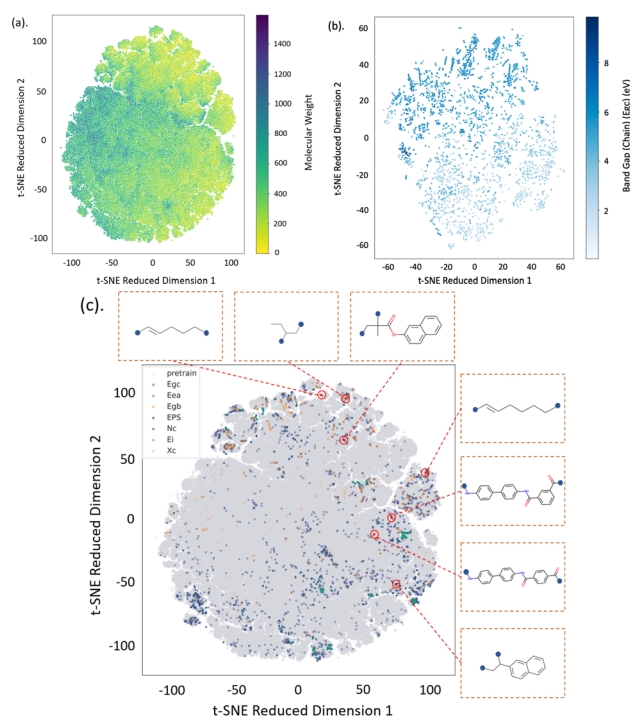 (a).
100
50
0
-50
-100
-100 -50 0 50 100
t-SNE Reduced Dimension 1
t-SNE Reduced Dimension 2
1400
1200
1000
800
600
400
200
0
Molecular Weight
(b).
60
40
20
0
-20
-40
-60
-60 -40 -20 0 20 40 60
t-SNE Reduced Dimension 1
t-SNE Reduced Dimension 2
8
6
4
2
Band Gap (Chain) (Egc) (eV)
(c).
pretrain
Egc
Eea
Egb
EPS
Nc
Ei
Xc
100
50
0
-50
-100
-100 -50 0 50 100
t-SNE Reduced Dimension 1
t-SNE Reduced Dimension 2